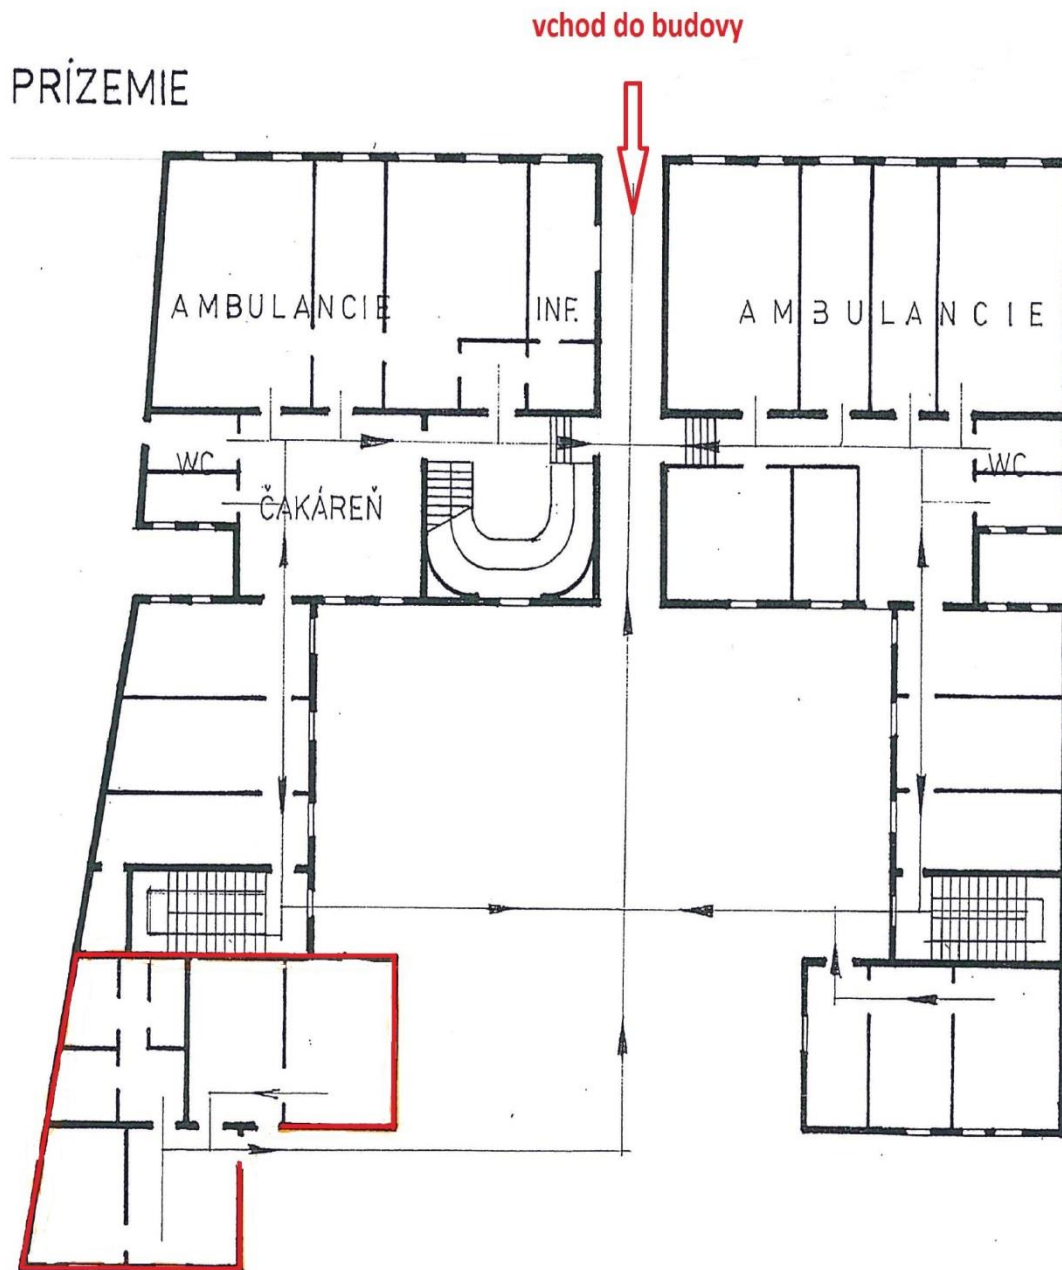 vchod do budovy
PRÍZEMIE
AMBULANCIE
INF.
AMBULANCIE
WC
ČAKÁREŇ
WC